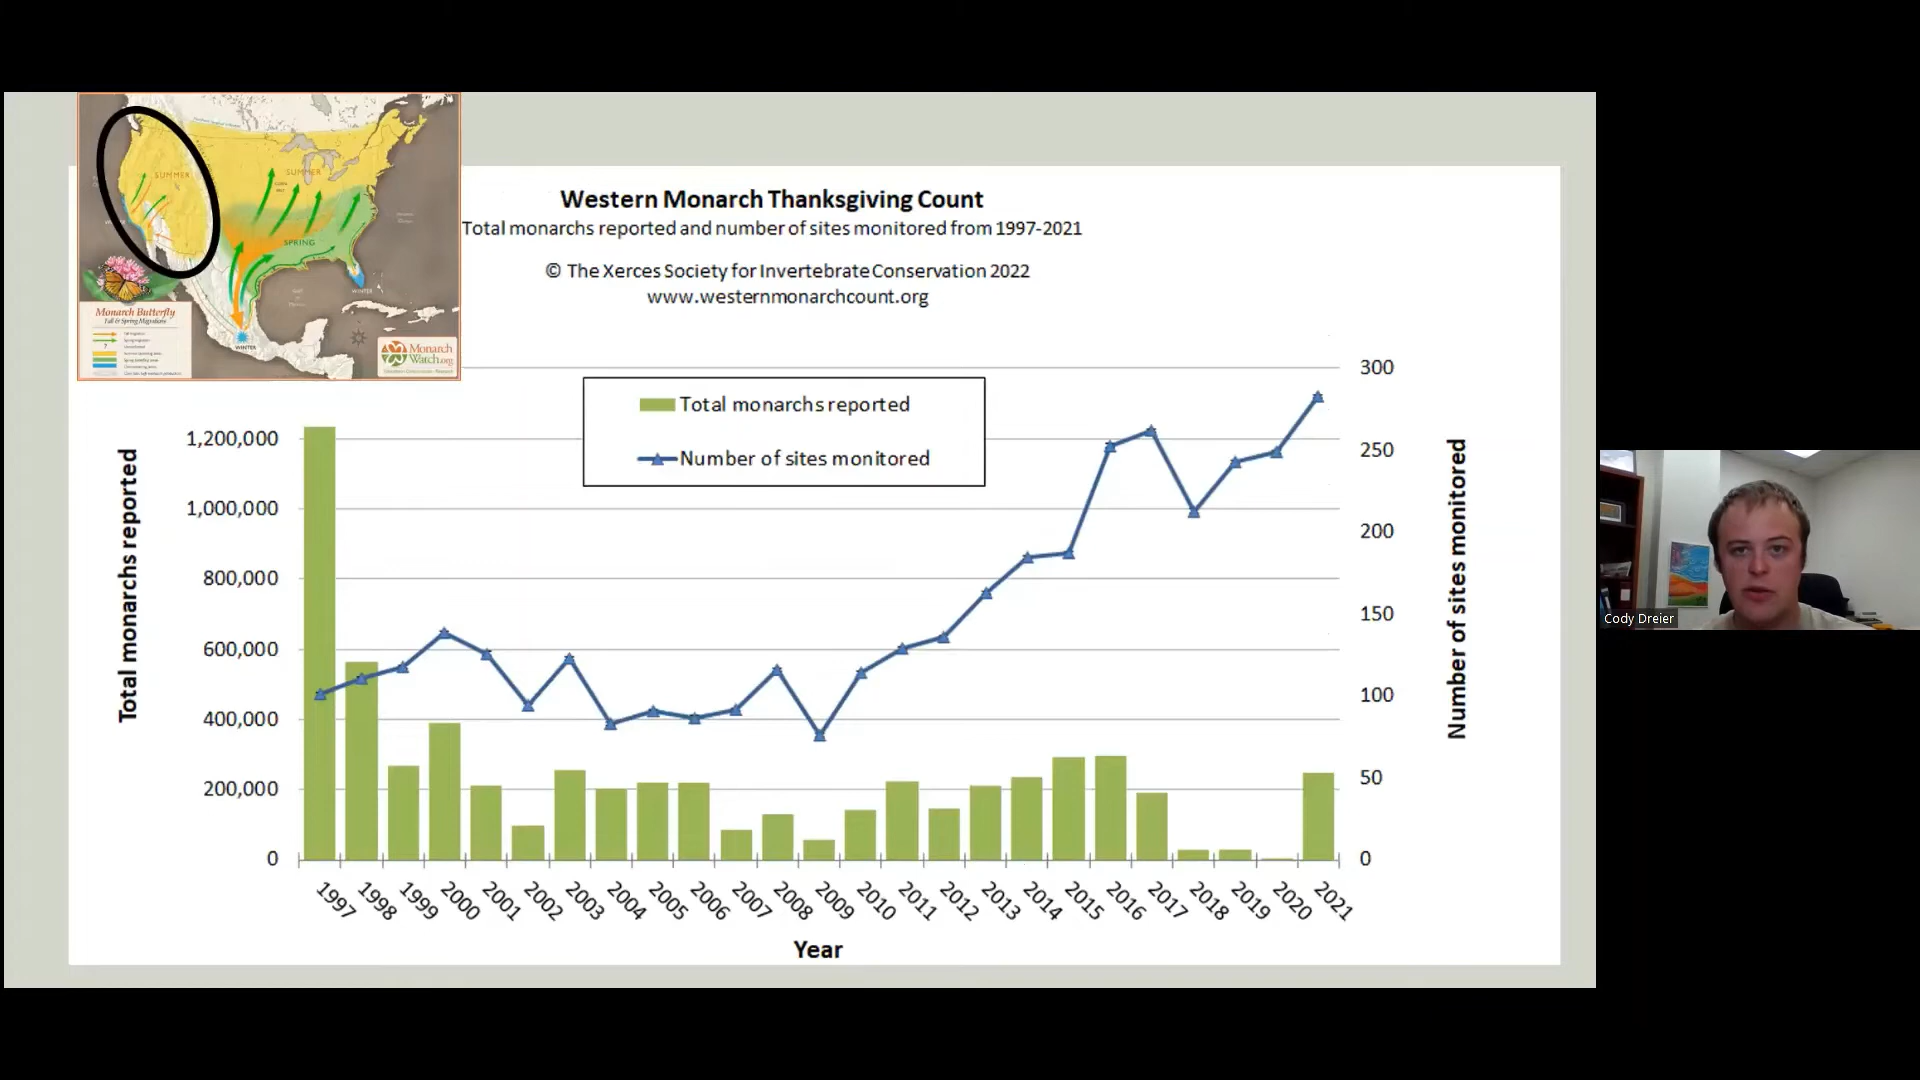 Western Monarch Thanksgiving Count
Total monarchs reported and number of sites monitored from 1997-2021
© The Xerces Society for Invertebrate Conservation 2022
www.westernmonarchcount.org
SUMMER
SUMMER
SPRING
WINTER
WINTER
Monarch Butterfly
Fall & Spring Migrations
Monarch
Watch.org
Total monarchs reported
Number of sites monitored
Total monarchs reported
1,200,000
1,000,000
800,000
600,000
400,000
200,000
0
300
250
200
150
100
50
0
Number of sites monitored
1997
1998
1999
2000
2001
2002
2003
2004
2005
2006
2007
2008
2009
2010
2011
2012
2013
2014
2015
2016
2017
2018
2019
2020
2021
Year
Cody Dreier